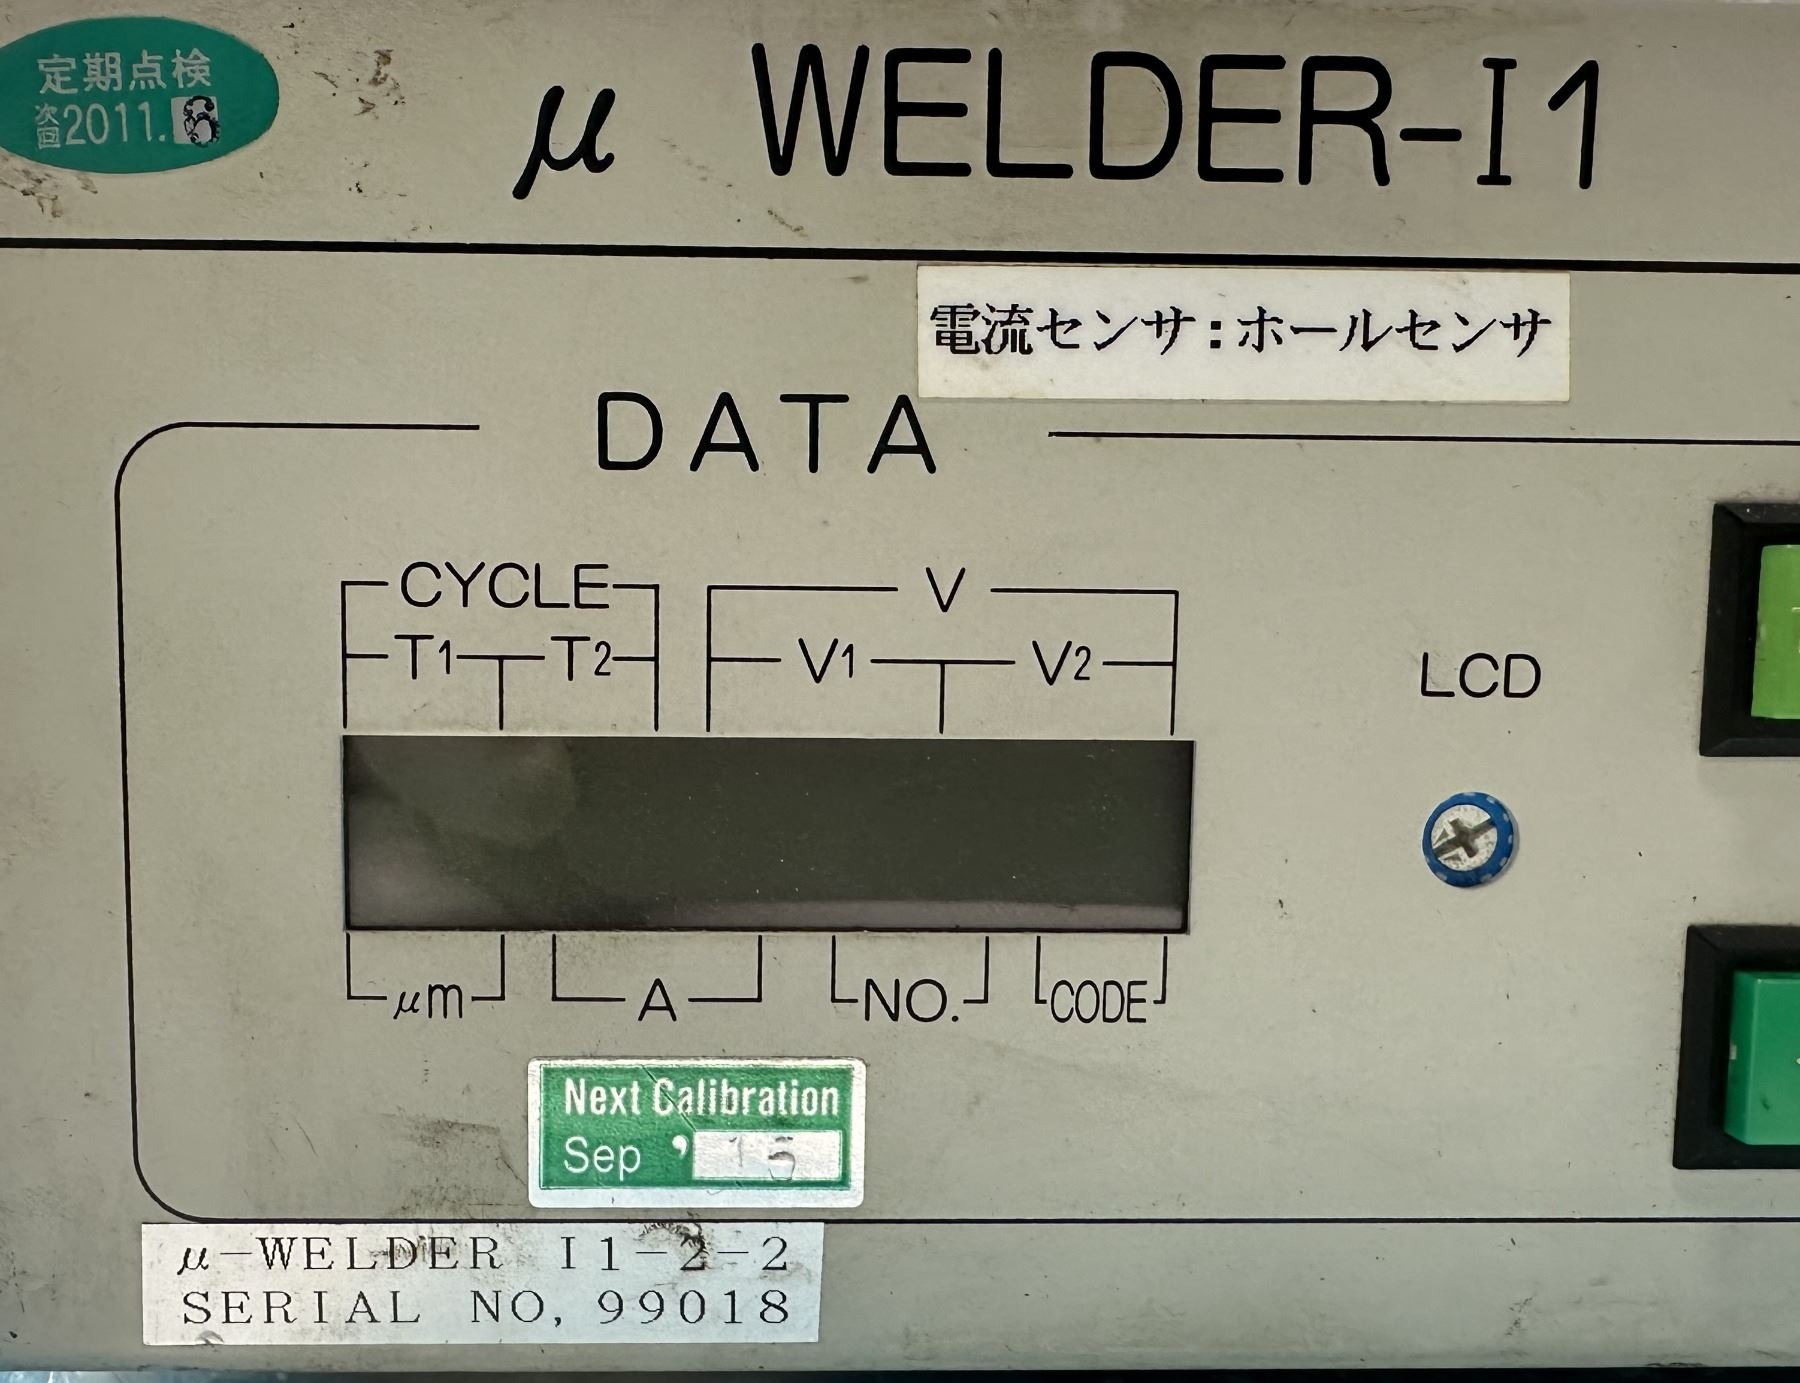 定期点検
次回2011.6
μ WELDER-I1
電流センサ:ホールセンサ
DATA
CYCLE
V
T1
T2
V1
V2
LCD
μm
A
NO.
CODE
Next Calibration
Sep '15
μ-WELDER I1-2-2
SERIAL NO, 99018